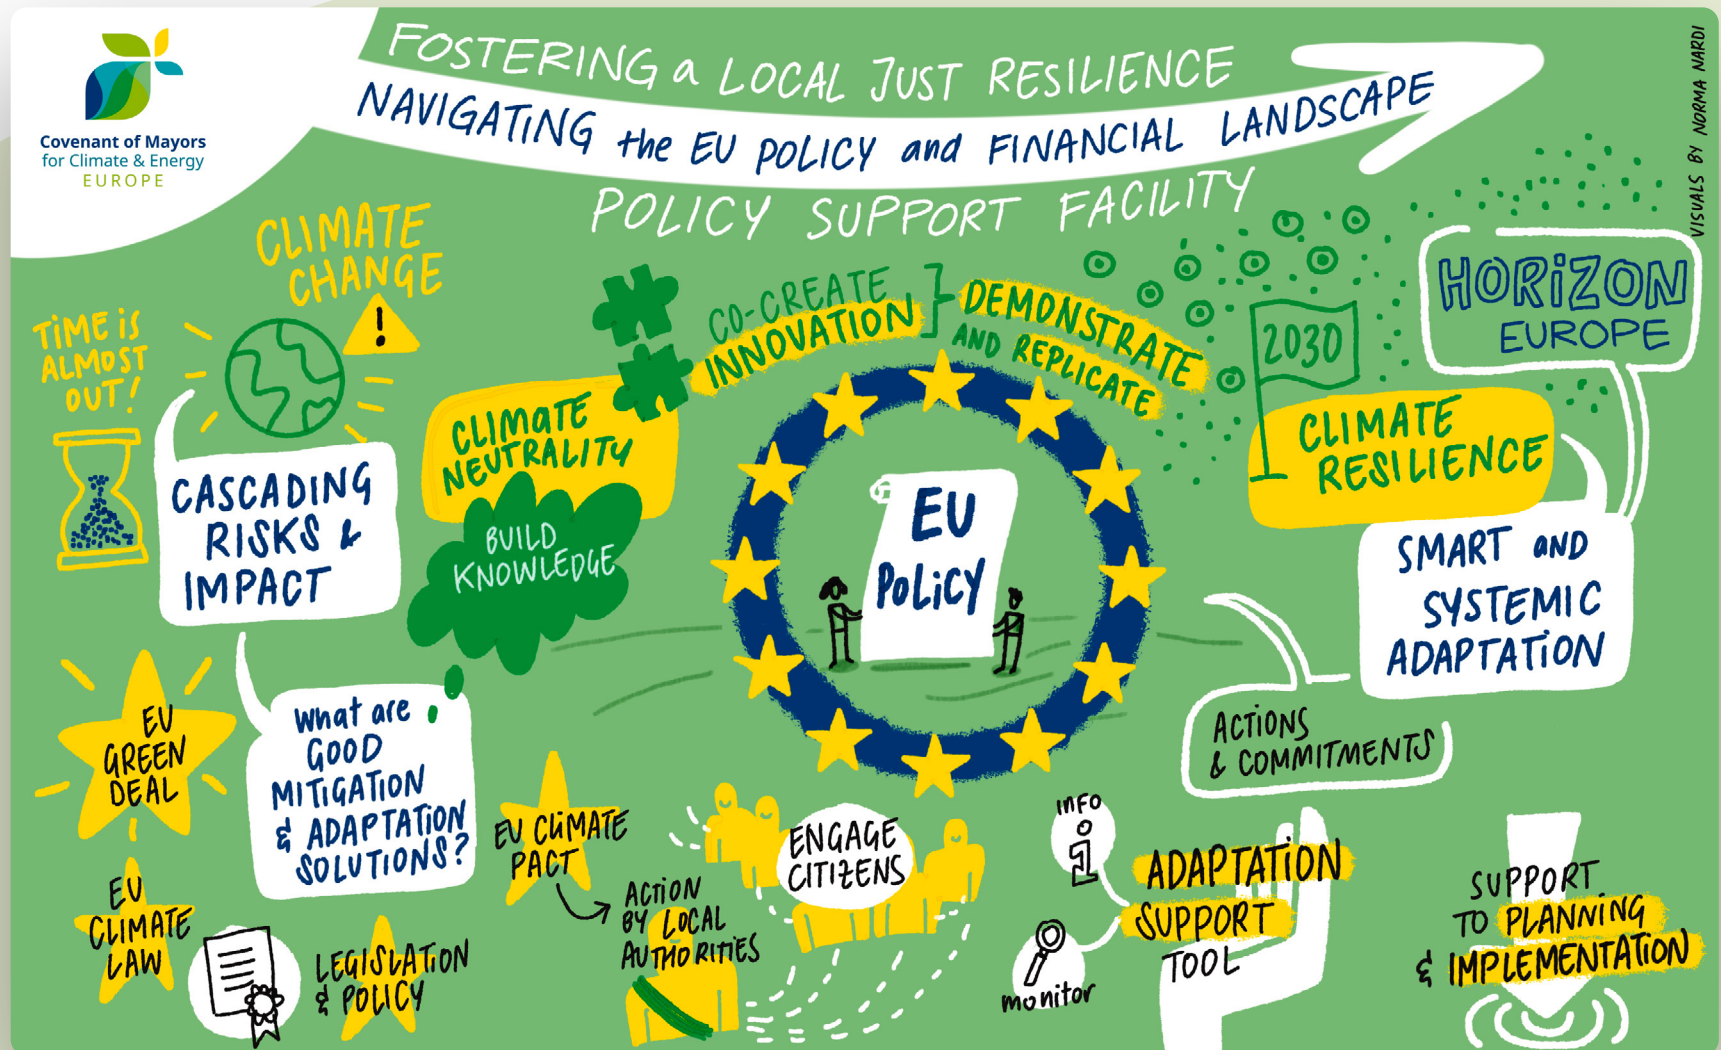 Covenant of Mayors
for Climate & Energy
EUROPE
FOSTERING a LOCAL JUST RESILIENCE
NAVIGATING the EU POLICY and FINANCIAL LANDSCAPE
POLICY SUPPORT FACILITY
VISUALS BY NORMA NARDI
CLIMATE
CHANGE
!
TIME is
ALMOST
OUT!
CASCADING
RISKS &
IMPACT
CLIMATE
NEUTRALITY
BUILD
KNOWLEDGE
CO-CREATE
INNOVATION
DEMONSTRATE
AND REPLICATE
EU
POLICY
2030
CLIMATE
RESILIENCE
HORIZON
EUROPE
SMART and
SYSTEMIC
ADAPTATION
ACTIONS
& COMMITMENTS
EU
GREEN
DEAL
What are
GOOD
MITIGATION
& ADAPTATION
SOLUTIONS?
EU
CLIMATE
LAW
LEGISLATION
& POLICY
EU CLIMATE
PACT
ACTION
BY LOCAL
AUTHORITIES
ENGAGE
CITIZENS
INFO
i
monitor
ADAPTATION
SUPPORT
TOOL
SUPPORT
TO PLANNING
& IMPLEMENTATION